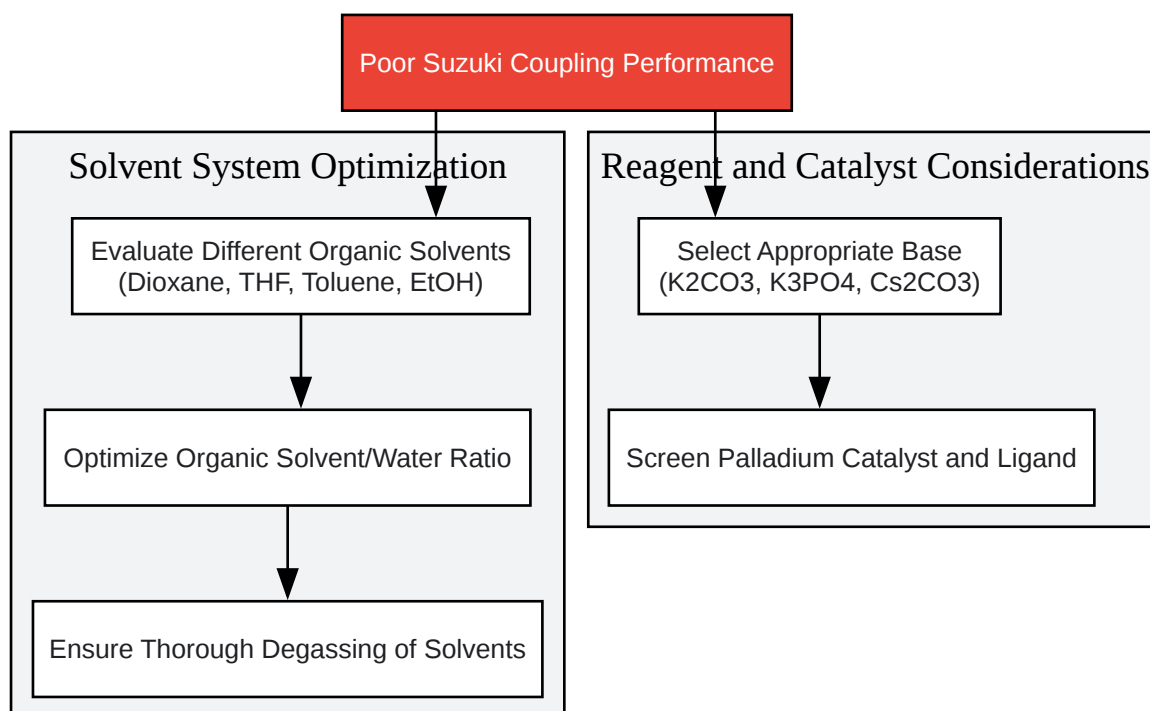 Poor Suzuki Coupling Performance
Solvent System Optimization
Evaluate Different Organic Solvents
(Dioxane, THF, Toluene, EtOH)
Optimize Organic Solvent/Water Ratio
Ensure Thorough Degassing of Solvents
Reagent and Catalyst Considerations
Select Appropriate Base
(K2CO3, K3PO4, Cs2CO3)
Screen Palladium Catalyst and Ligand